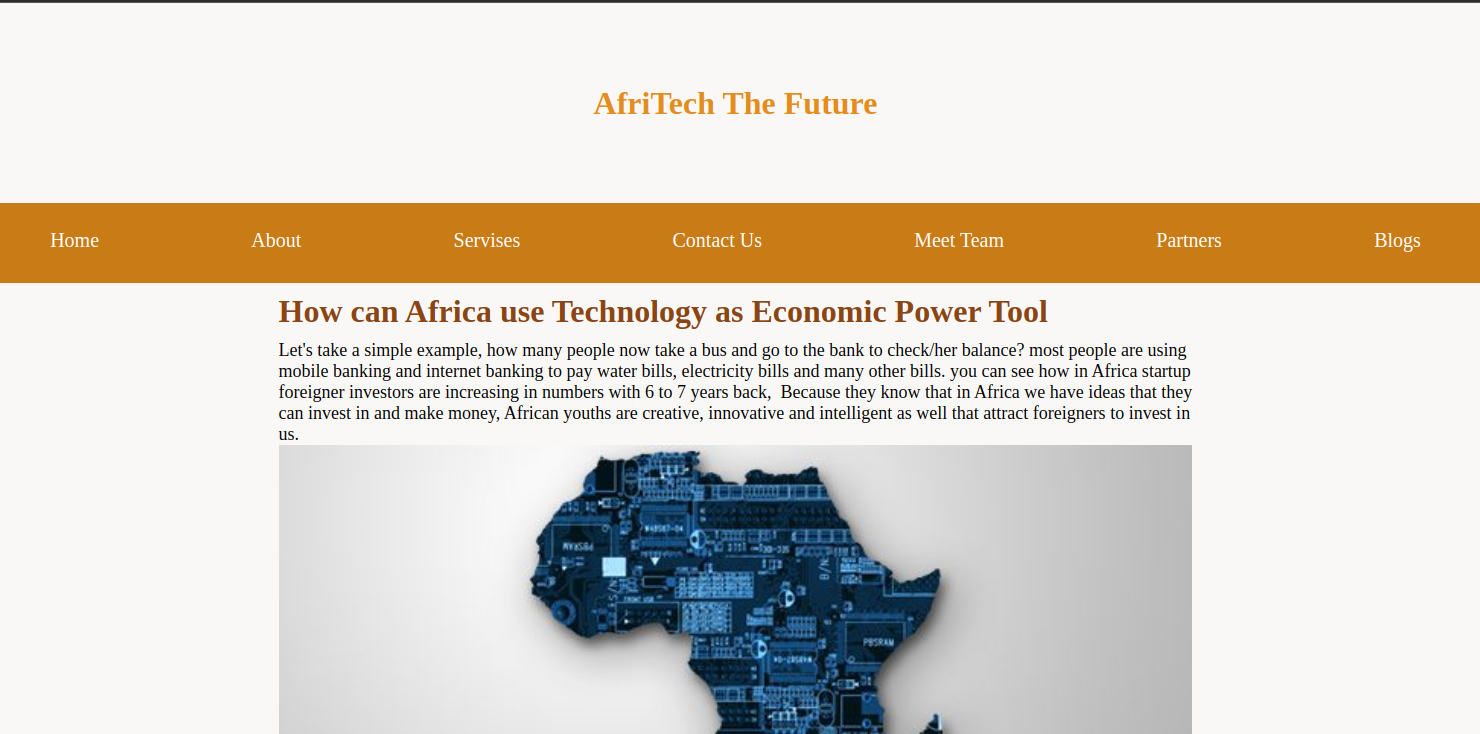 AfriTech The Future
Home About Servises Contact Us Meet Team Partners Blogs
How can Africa use Technology as Economic Power Tool
Let's take a simple example, how many people now take a bus and go to the bank to check/her balance? most people are using
mobile banking and internet banking to pay water bills, electricity bills and many other bills. you can see how in Africa startup
foreigner investors are increasing in numbers with 6 to 7 years back,  Because they know that in Africa we have ideas that they
can invest in and make money, African youths are creative, innovative and intelligent as well that attract foreigners to invest in
us.
PBSRAM
B/N
PBSRAM